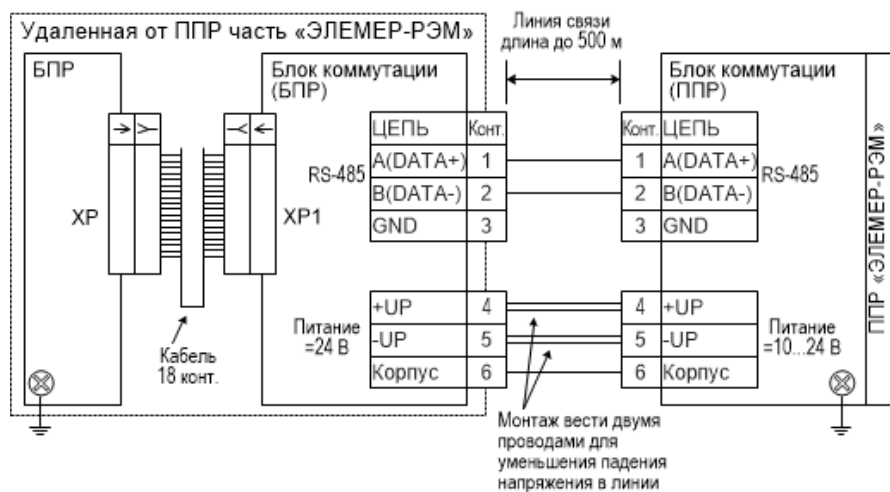 Удаленная от ППР часть «ЭЛЕМЕР-РЭМ»
БПР
Блок коммутации
(БПР)
ХР
ХР1
Кабель
18 конт.
RS-485
ЦЕПЬ Конт.
A(DATA+) 1
B(DATA-) 2
GND 3
Питание
=24 В
+UP 4
-UP 5
Корпус 6
Линия связи
длина до 500 м
Монтаж вести двумя
проводами для
уменьшения падения
напряжения в линии
Блок коммутации
(ППР)
Конт. ЦЕПЬ
1 A(DATA+)
2 B(DATA-)
3 GND
RS-485
4 +UP
5 -UP
6 Корпус
Питание
=10...24 В
ППР «ЭЛЕМЕР-РЭМ»